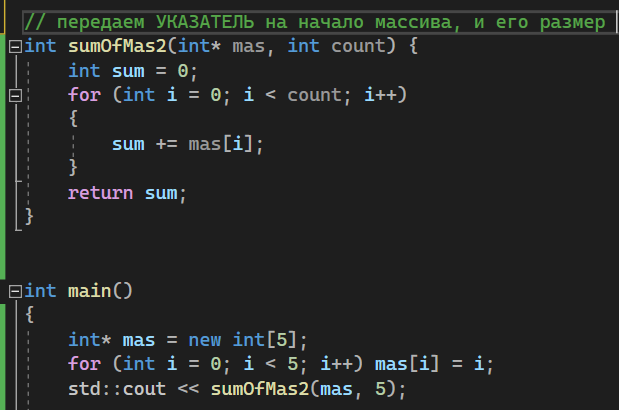 // передаем УКАЗАТЕЛЬ на начало массива, и его размер
int sumOfMas2(int* mas, int count) {
    int sum = 0;
    for (int i = 0; i < count; i++)
    {
        sum += mas[i];
    }
    return sum;
}
int main()
{
    int* mas = new int[5];
    for (int i = 0; i < 5; i++) mas[i] = i;
    std::cout << sumOfMas2(mas, 5);